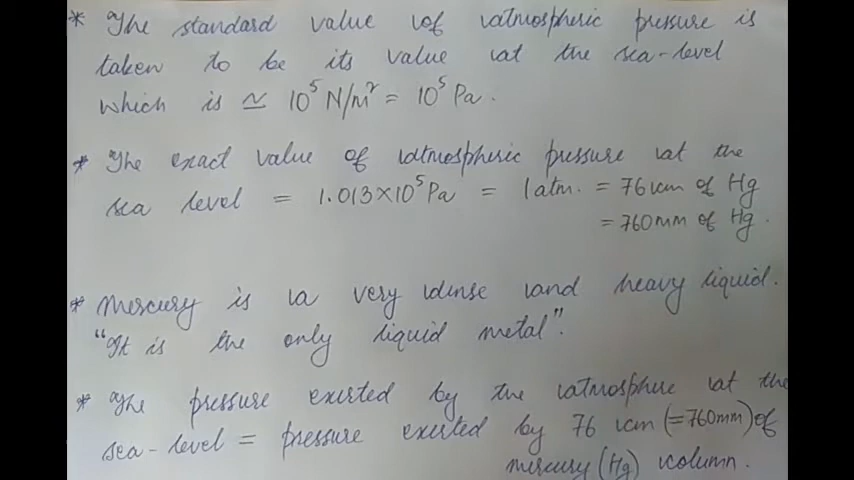 * The standard value of atmospheric pressure is
taken to be its value at the sea-level
which is ≃ 10⁵ N/m² = 10⁵ Pa.
* The exact value of atmospheric pressure at the
sea level = 1.013×10⁵ Pa = 1 atm. = 76 cm of Hg
= 760 mm of Hg.
* Mercury is a very dense and heavy liquid.
"It is the only liquid metal".
* The pressure exerted by the atmosphere at the
sea-level = pressure exerted by 76 cm (=760mm) of
mercury (Hg) column.